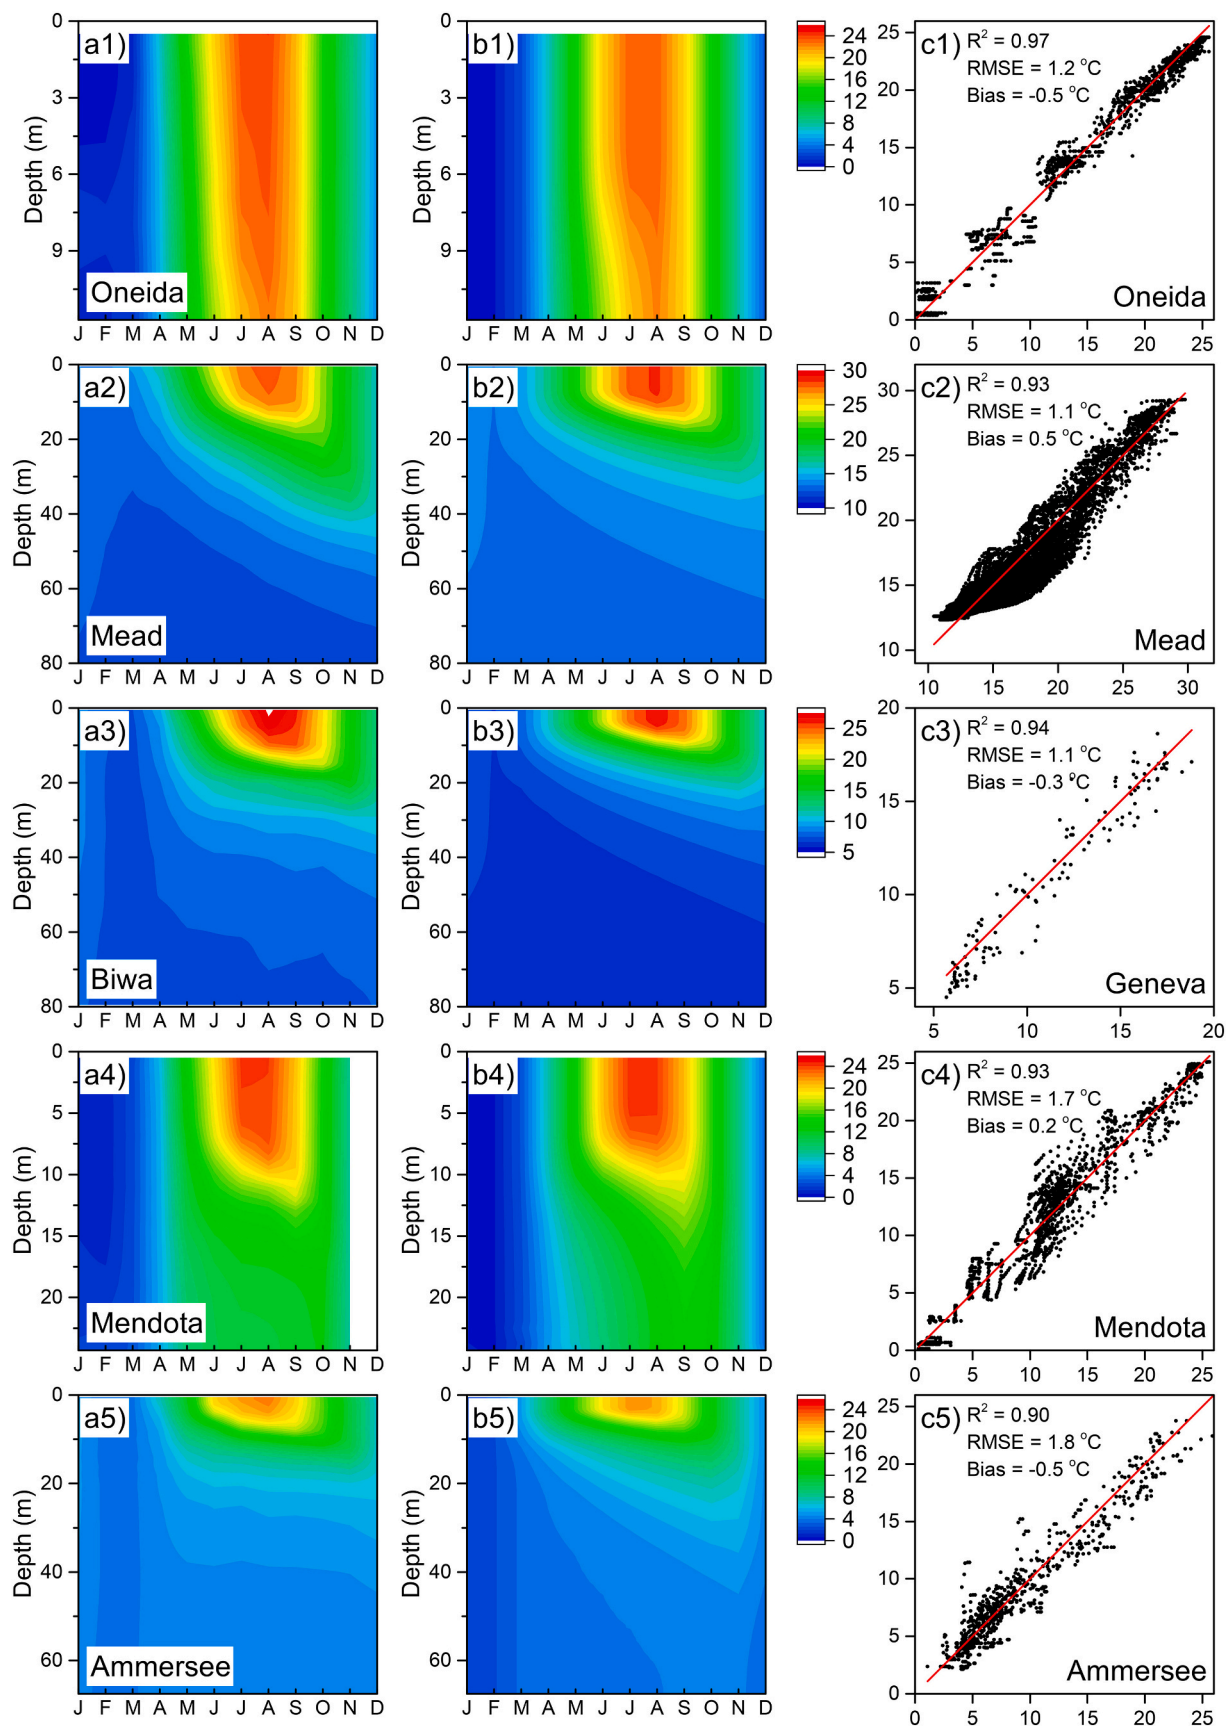 a1)
b1)
c1) R² = 0.97
RMSE = 1.2 °C
Bias = -0.5 °C
Depth (m)
Depth (m)
0
3
6
9
0
3
6
9
24
20
16
12
8
4
0
25
20
15
10
5
0
Oneida
Oneida
J F M A M J J A S O N D
J F M A M J J A S O N D
0 5 10 15 20 25
a2)
b2)
c2) R² = 0.93
RMSE = 1.1 °C
Bias = 0.5 °C
Depth (m)
Depth (m)
0
20
40
60
80
0
20
40
60
80
30
25
20
15
10
30
25
20
15
10
Mead
Mead
J F M A M J J A S O N D
J F M A M J J A S O N D
10 15 20 25 30
a3)
b3)
c3) R² = 0.94
RMSE = 1.1 °C
Bias = -0.3 °C
Depth (m)
Depth (m)
0
20
40
60
80
0
20
40
60
80
25
20
15
10
5
20
15
10
5
Biwa
Geneva
J F M A M J J A S O N D
J F M A M J J A S O N D
5 10 15 20
a4)
b4)
c4) R² = 0.93
RMSE = 1.7 °C
Bias = 0.2 °C
Depth (m)
Depth (m)
0
5
10
15
20
0
5
10
15
20
24
20
16
12
8
4
0
25
20
15
10
5
0
Mendota
Mendota
J F M A M J J A S O N D
J F M A M J J A S O N D
0 5 10 15 20 25
a5)
b5)
c5) R² = 0.90
RMSE = 1.8 °C
Bias = -0.5 °C
Depth (m)
Depth (m)
0
20
40
60
0
20
40
60
24
20
16
12
8
4
0
25
20
15
10
5
0
Ammersee
Ammersee
J F M A M J J A S O N D
J F M A M J J A S O N D
0 5 10 15 20 25